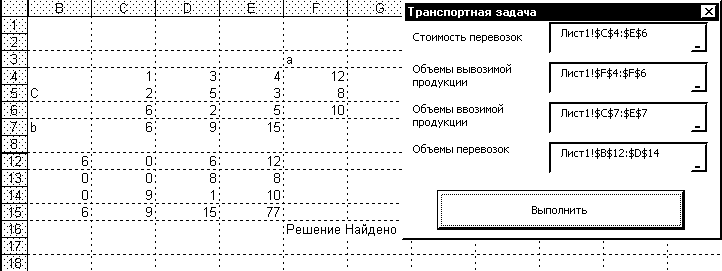 B C D E F G
1
2
3 a
4 1 3 4 12
5 C 2 5 3 8
6 6 2 5 10
7 b 6 9 15
8
12 6 0 6 12
13 0 0 8 8
14 0 9 1 10
15 6 9 15 77
16 Решение Найдено
17
18
Транспортная задача
Стоимость перевозок Лист1!$C$4:$E$6
Объемы вывозимой Лист1!$F$4:$F$6
продукции
Объемы ввозимой Лист1!$C$7:$E$7
продукции
Объемы перевозок Лист1!$B$12:$D$14
Выполнить